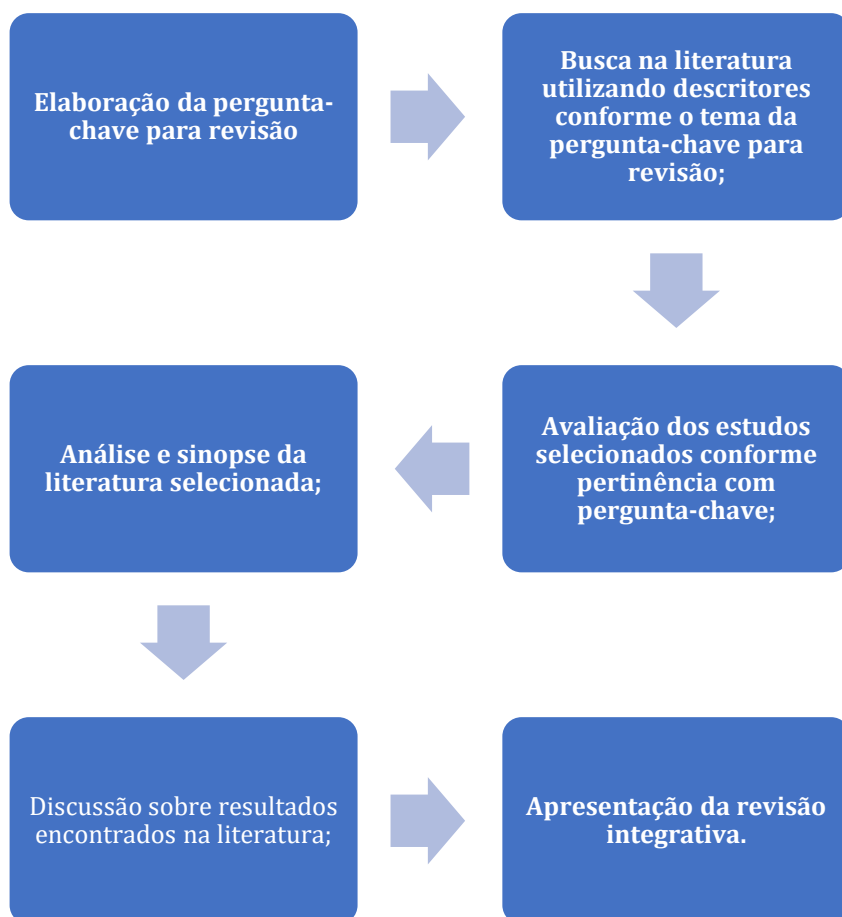 Elaboração da pergunta-
chave para revisão
Busca na literatura
utilizando descritores
conforme o tema da
pergunta-chave para
revisão;
Avaliação dos estudos
selecionados conforme
pertinência com
pergunta-chave;
Análise e sinopse da
literatura selecionada;
Discussão sobre resultados
encontrados na literatura;
Apresentação da revisão
integrativa.